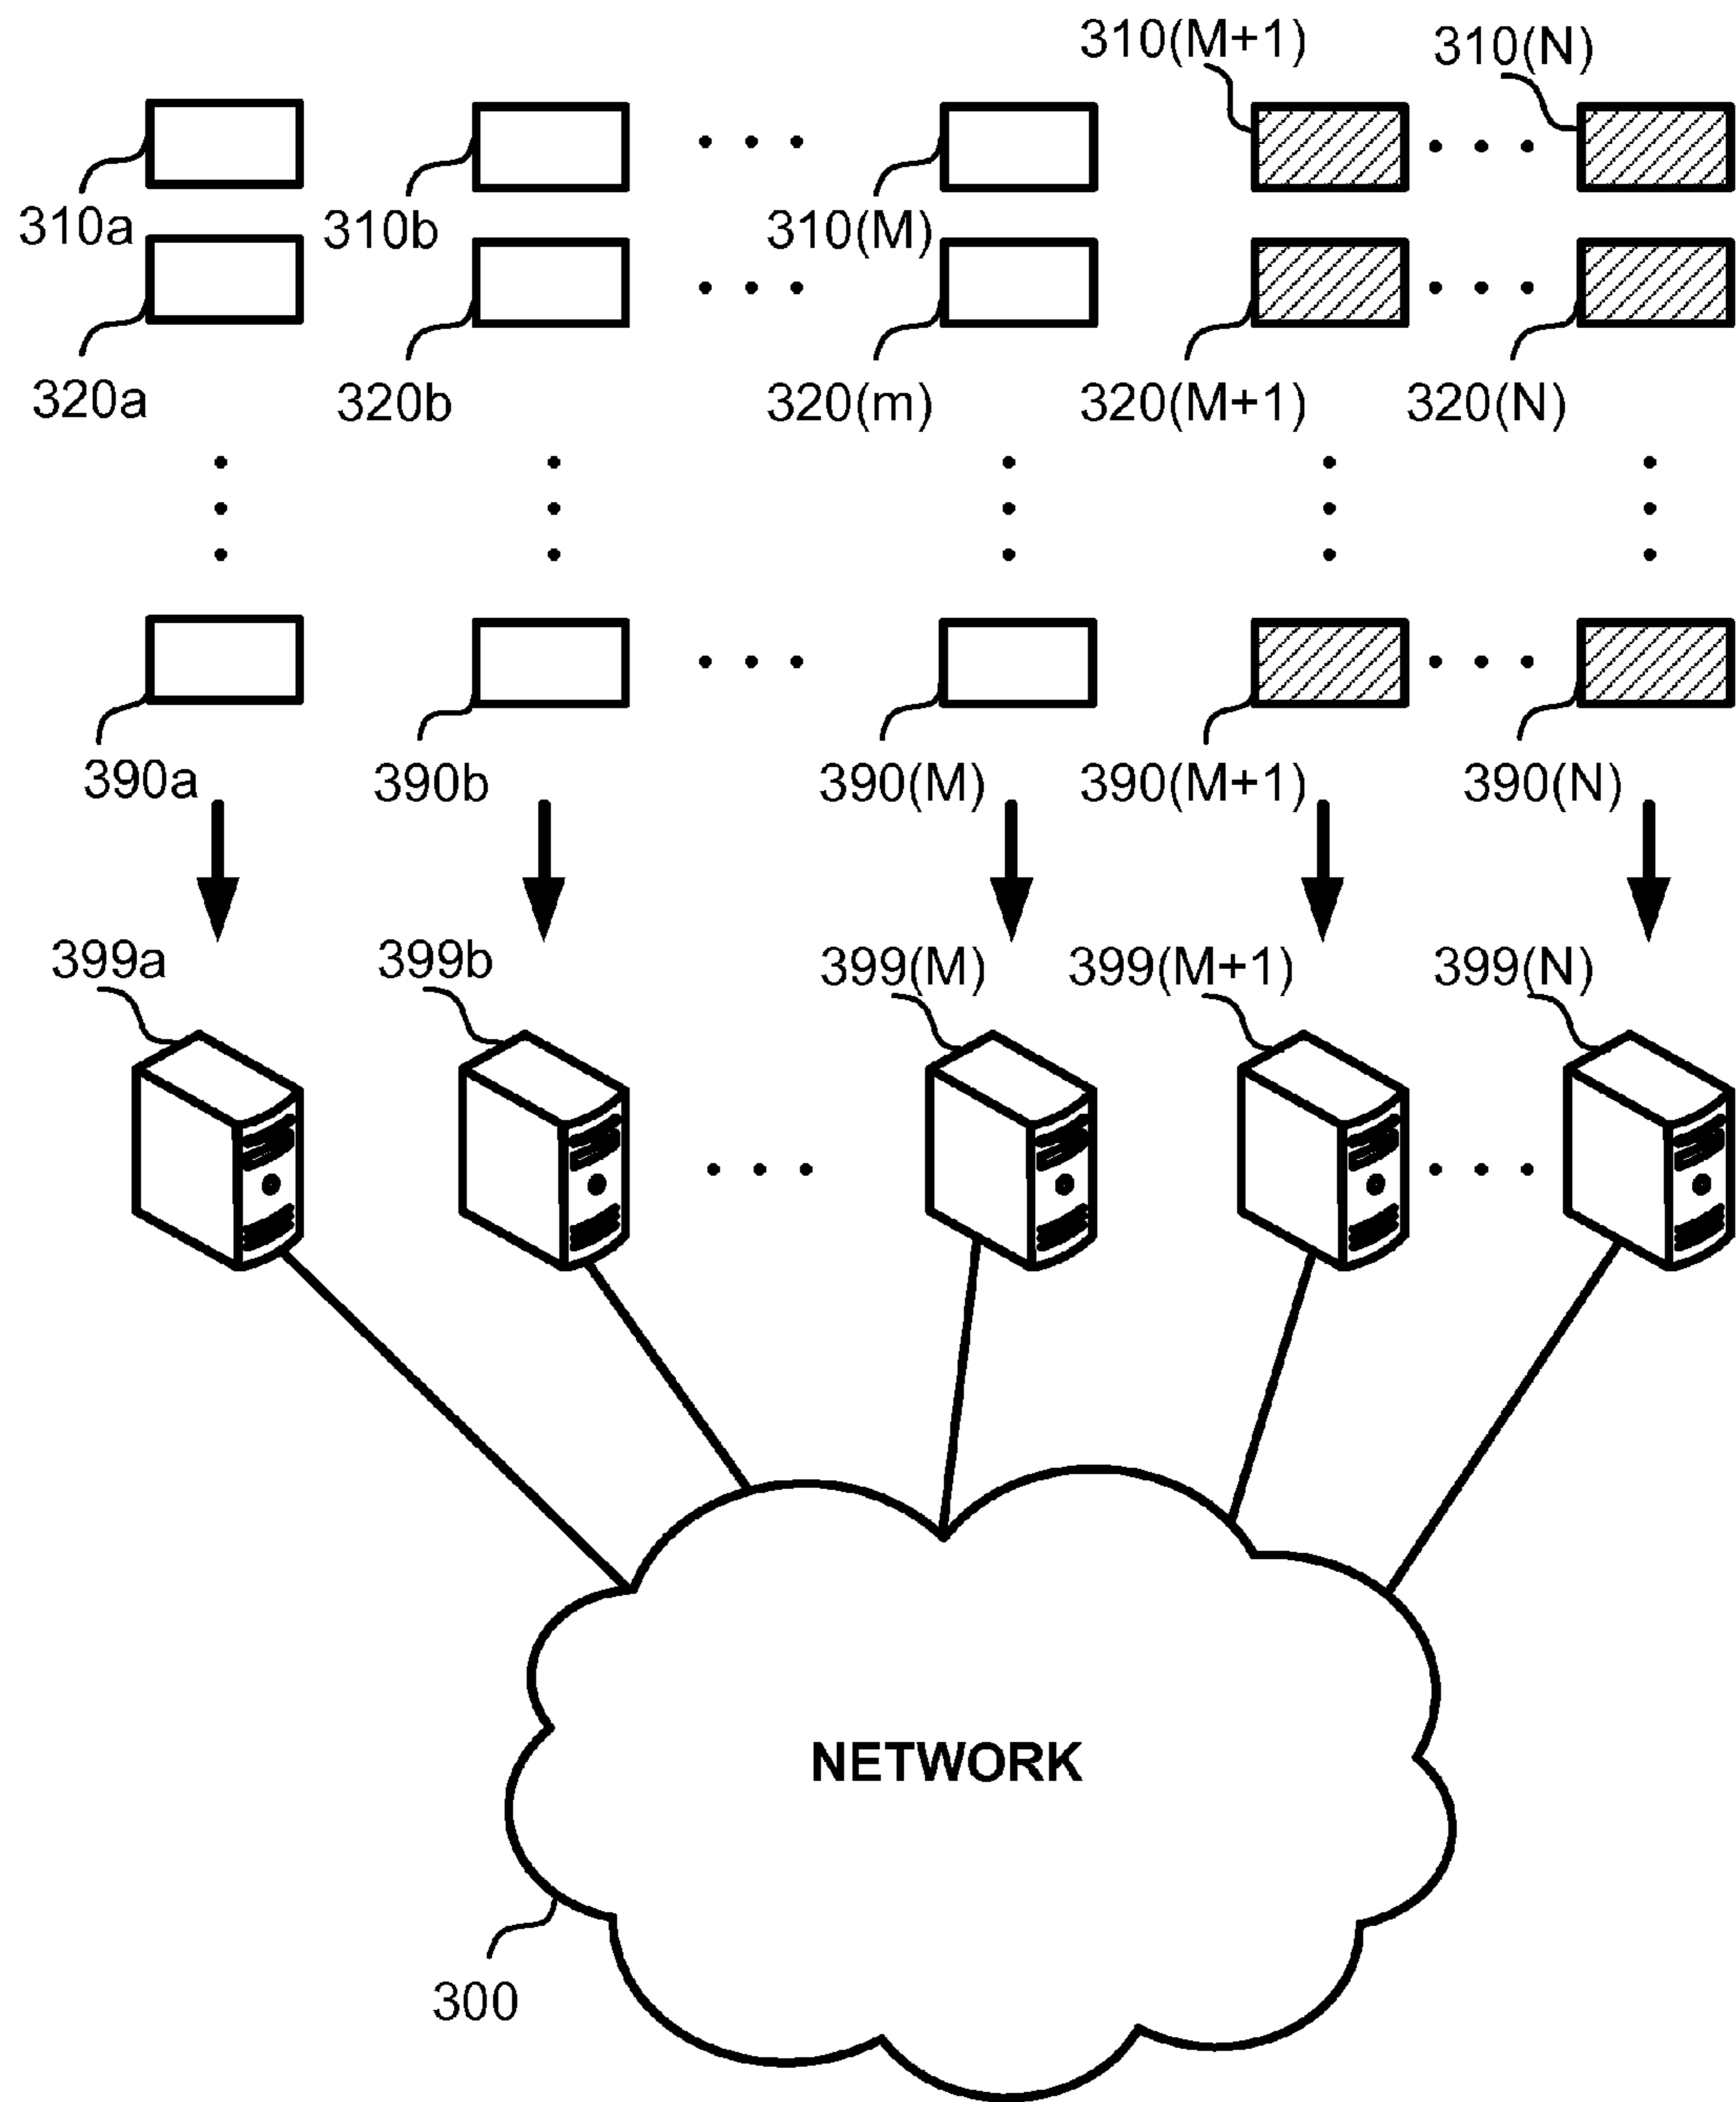 310(M+1) 310(N)
310a 310b 310(M)
320a 320b 320(m) 320(M+1) 320(N)
390a 390b 390(M) 390(M+1) 390(N)
399a 399b 399(M) 399(M+1) 399(N)
NETWORK
300